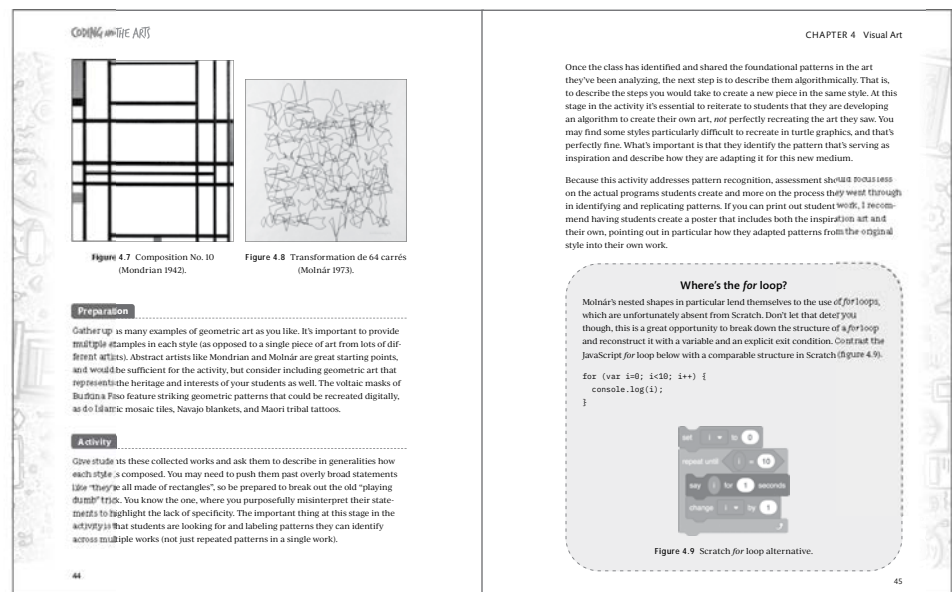 CODING AND THE ARTS
Figure 4.7 Composition No. 10
(Mondrian 1942).
Figure 4.8 Transformation de 64 carrés
(Molnár 1973).
Preparation
Gather up as many examples of geometric art as you like. It's important to provide
multiple examples in each style (as opposed to a single piece of art from lots of dif-
ferent artists). Abstract artists like Mondrian and Molnár are great starting points,
and would be sufficient for the activity, but consider including geometric art that
represents the heritage and interests of your students as well. The voltaic masks of
Burkina Faso feature striking geometric patterns that could be recreated digitally,
as do Islamic mosaic tiles, Navajo blankets, and Maori tribal tattoos.
Activity
Give students these collected works and ask them to describe in generalities how
each style is composed. You may need to push them past overly broad statements
like "they're all made of rectangles", so be prepared to break out the old "playing
dumb" trick. You know the one, where you purposefully misinterpret their state-
ments to highlight the lack of specificity. The important thing at this stage in the
activity is that students are looking for and labeling patterns they can identify
across multiple works (not just repeated patterns in a single work).
44
CHAPTER 4 Visual Art
Once the class has identified and shared the foundational patterns in the art
they've been analyzing, the next step is to describe them algorithmically. That is,
to describe the steps you would take to create a new piece in the same style. At this
stage in the activity it's essential to reiterate to students that they are developing
an algorithm to create their own art, not perfectly recreating the art they saw. You
may find some styles particularly difficult to recreate in turtle graphics, and that's
perfectly fine. What's important is that they identify the pattern that's serving as
inspiration and describe how they are adapting it for this new medium.
Because this activity addresses pattern recognition, assessment should focus less
on the actual programs students create and more on the process they went through
in identifying and replicating patterns. If you can print out student work, I recom-
mend having students create a poster that includes both the inspiration art and
their own, pointing out in particular how they adapted patterns from the original
style into their own work.
Where's the for loop?
Molnár's nested shapes in particular lend themselves to the use of for loops,
which are unfortunately absent from Scratch. Don't let that deter you
though, this is a great opportunity to break down the structure of a for loop
and reconstruct it with a variable and an explicit exit condition. Contrast the
JavaScript for loop below with a comparable structure in Scratch (figure 4.9).
for (var i=0; i<10; i++) {
console.log(i);
}
set i to 0
repeat until i = 10
say i for 1 seconds
change i by 1
Figure 4.9 Scratch for loop alternative.
45